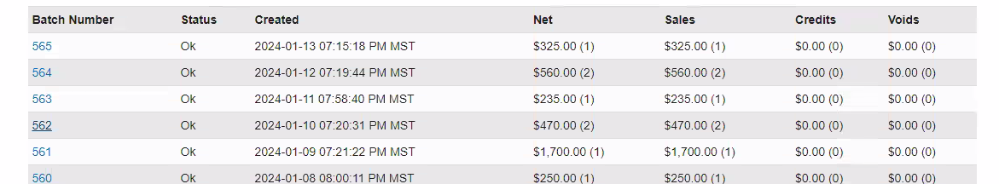 Batch Number Status Created Net Sales Credits Voids
565 Ok 2024-01-13 07:15:18 PM MST $325.00 (1) $325.00 (1) $0.00 (0) $0.00 (0)
564 Ok 2024-01-12 07:19:44 PM MST $560.00 (2) $560.00 (2) $0.00 (0) $0.00 (0)
563 Ok 2024-01-11 07:58:40 PM MST $235.00 (1) $235.00 (1) $0.00 (0) $0.00 (0)
562 Ok 2024-01-10 07:20:31 PM MST $470.00 (2) $470.00 (2) $0.00 (0) $0.00 (0)
561 Ok 2024-01-09 07:21:22 PM MST $1,700.00 (1) $1,700.00 (1) $0.00 (0) $0.00 (0)
560 Ok 2024-01-08 08:00:11 PM MST $250.00 (1) $250.00 (1) $0.00 (0) $0.00 (0)